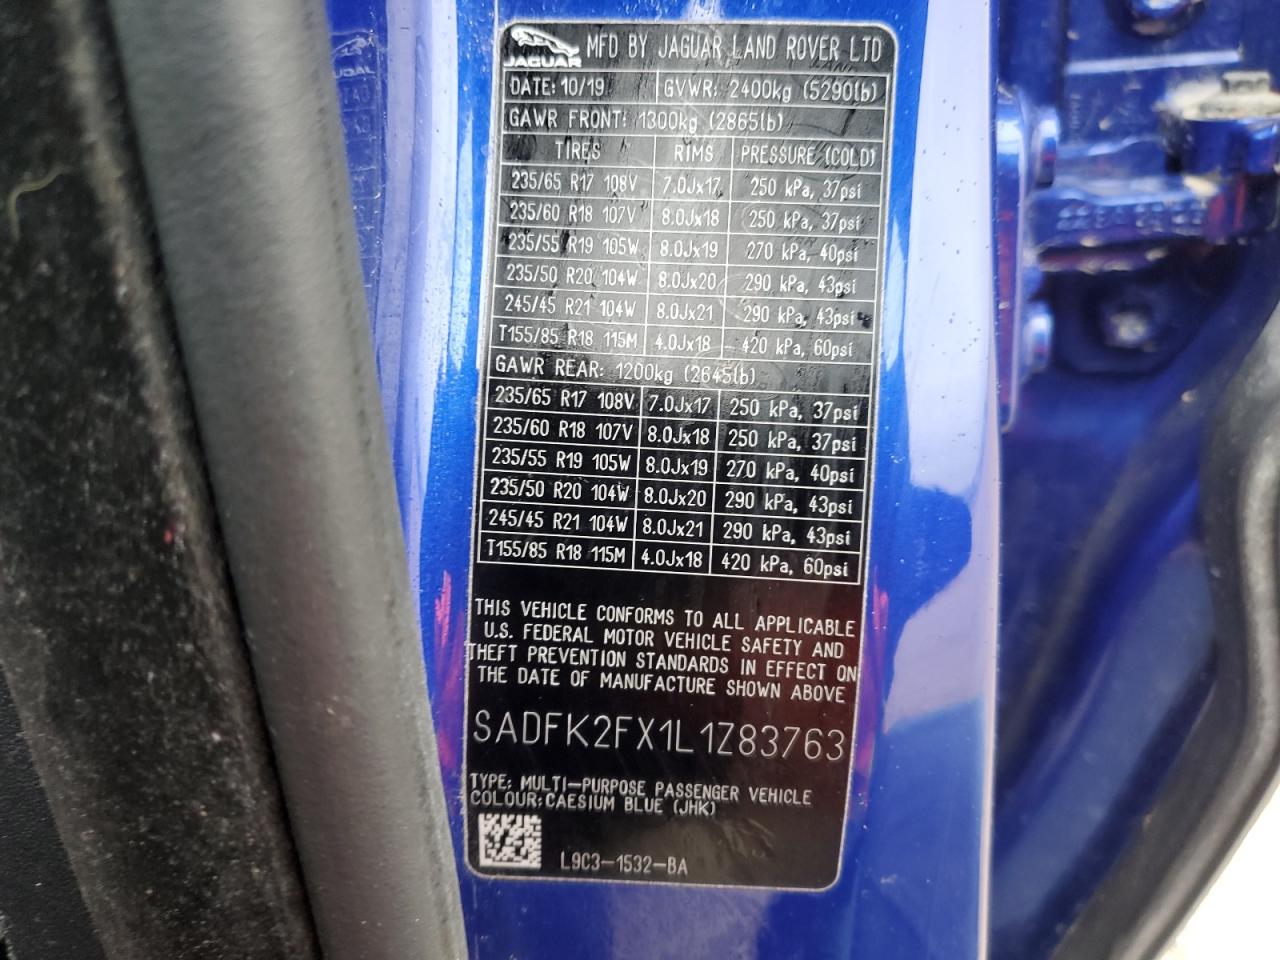 JAGUAR MFD BY JAGUAR LAND ROVER LTD
DATE: 10/19 GVWR: 2400kg (5290lb)
GAWR FRONT: 1300kg (2865lb)
TIRES RIMS PRESSURE (COLD)
235/65 R17 108V 7.0Jx17 250 kPa, 37psi
235/60 R18 107V 8.0Jx18 250 kPa, 37psi
235/55 R19 105W 8.0Jx19 270 kPa, 40psi
235/50 R20 104W 8.0Jx20 290 kPa, 43psi
245/45 R21 104W 8.0Jx21 290 kPa, 43psi
T155/85 R18 115M 4.0Jx18 420 kPa, 60psi
GAWR REAR: 1200kg (2645lb)
235/65 R17 108V 7.0Jx17 250 kPa, 37psi
235/60 R18 107V 8.0Jx18 250 kPa, 37psi
235/55 R19 105W 8.0Jx19 270 kPa, 40psi
235/50 R20 104W 8.0Jx20 290 kPa, 43psi
245/45 R21 104W 8.0Jx21 290 kPa, 43psi
T155/85 R18 115M 4.0Jx18 420 kPa, 60psi
THIS VEHICLE CONFORMS TO ALL APPLICABLE
U.S. FEDERAL MOTOR VEHICLE SAFETY AND
THEFT PREVENTION STANDARDS IN EFFECT ON
THE DATE OF MANUFACTURE SHOWN ABOVE
SADFK2FX1L1Z83763
TYPE: MULTI-PURPOSE PASSENGER VEHICLE
COLOUR:CAESIUM BLUE (JHK)
L9C3-1532-BA